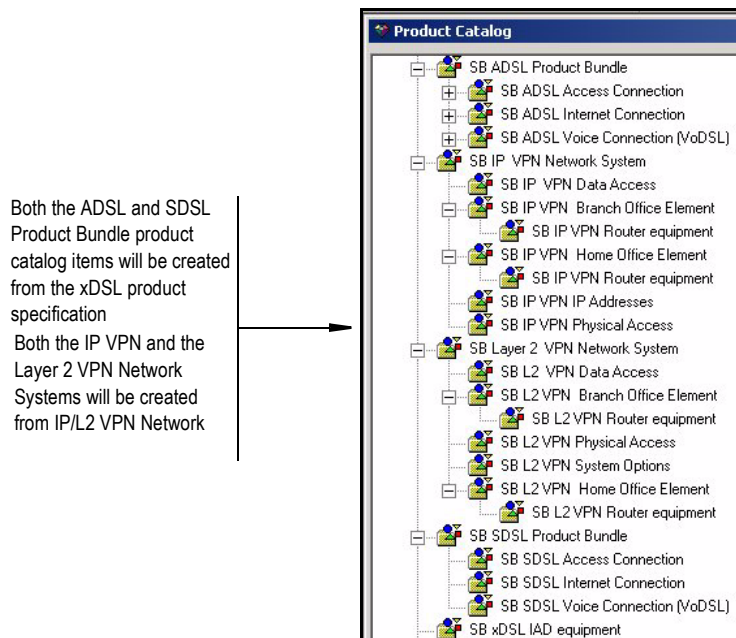 Product Catalog
SB ADSL Product Bundle
SB ADSL Access Connection
SB ADSL Internet Connection
SB ADSL Voice Connection (VoDSL)
SB IP VPN Network System
SB IP VPN Data Access
SB IP VPN Branch Office Element
SB IP VPN Router equipment
SB IP VPN Home Office Element
SB IP VPN Router equipment
SB IP VPN IP Addresses
SB IP VPN Physical Access
SB Layer 2 VPN Network System
SB L2 VPN Data Access
SB L2 VPN Branch Office Element
SB L2 VPN Router equipment
SB L2 VPN Physical Access
SB L2 VPN System Options
SB L2 VPN Home Office Element
SB L2 VPN Router equipment
SB SDSL Product Bundle
SB SDSL Access Connection
SB SDSL Internet Connection
SB SDSL Voice Connection (VoDSL)
SB xDSL IAD equipment
Both the ADSL and SDSL
Product Bundle product
catalog items will be created
from the xDSL product
specification
Both the IP VPN and the
Layer 2 VPN Network
Systems will be created
from IP/L2 VPN Network